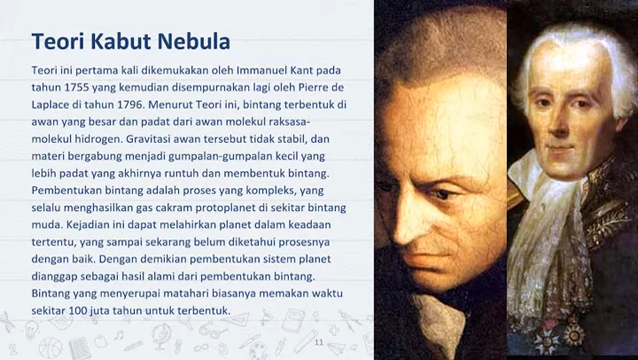 Teori Kabut Nebula
Teori ini pertama kali dikemukakan oleh Immanuel Kant pada
tahun 1755 yang kemudian disempurnakan lagi oleh Pierre de
Laplace di tahun 1796. Menurut Teori ini, bintang terbentuk di
awan yang besar dan padat dari awan molekul raksasa-
molekul hidrogen. Gravitasi awan tersebut tidak stabil, dan
materi bergabung menjadi gumpalan-gumpalan kecil yang
lebih padat yang akhirnya runtuh dan membentuk bintang.
Pembentukan bintang adalah proses yang kompleks, yang
selalu menghasilkan gas cakram protoplanet di sekitar bintang
muda. Kejadian ini dapat melahirkan planet dalam keadaan
tertentu, yang sampai sekarang belum diketahui prosesnya
dengan baik. Dengan demikian pembentukan sistem planet
dianggap sebagai hasil alami dari pembentukan bintang.
Bintang yang menyerupai matahari biasanya memakan waktu
sekitar 100 juta tahun untuk terbentuk.
11